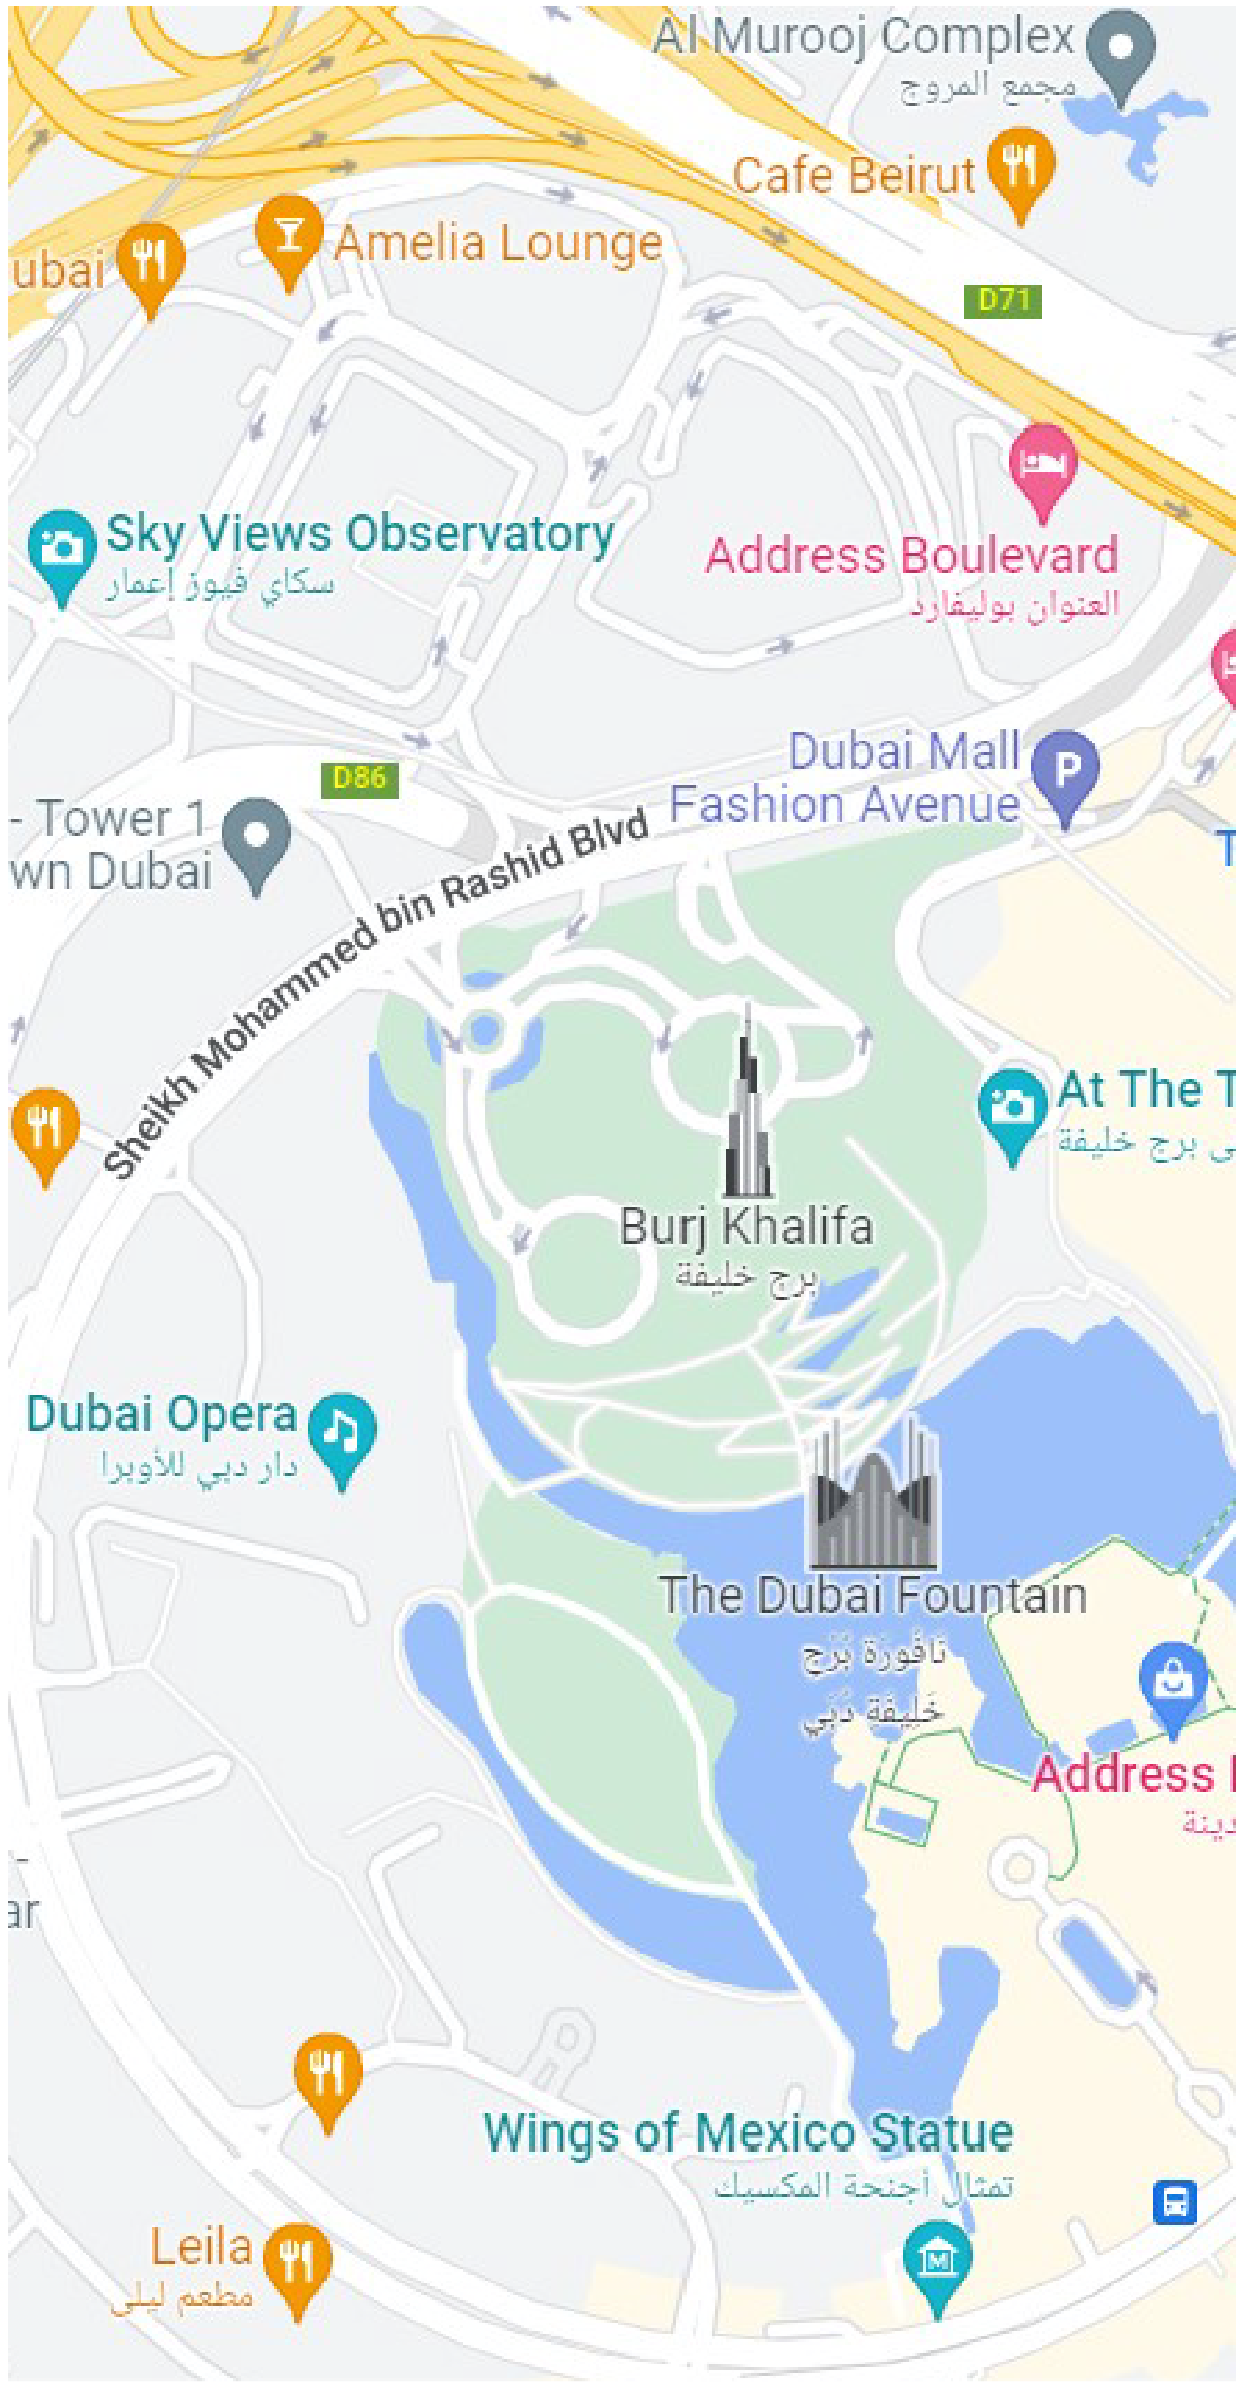 Al Murooj Complex
مجمع المروج
Cafe Beirut
ubai
Amelia Lounge
D71
Sky Views Observatory
سكاي فيوز إعمار
Address Boulevard
العنوان بوليفارد
Dubai Mall
Fashion Avenue
P
D86
- Tower 1
wn Dubai
T
Sheikh Mohammed bin Rashid Blvd
At The T
ي برج خليفة
Burj Khalifa
برج خليفة
Dubai Opera
دار دبي للأوبرا
The Dubai Fountain
نافورة برج
خليفة دبي
Address
دينة
-
ar
Wings of Mexico Statue
تمثال أجنحة المكسيك
M
Leila
مطعم ليلى